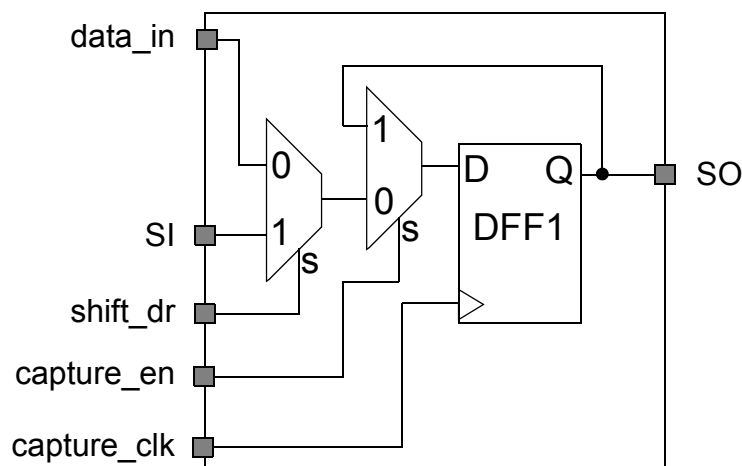 data_in
1
0
D Q
SO
0
DFF1
SI
1
s
s
shift_dr
capture_en
capture_clk